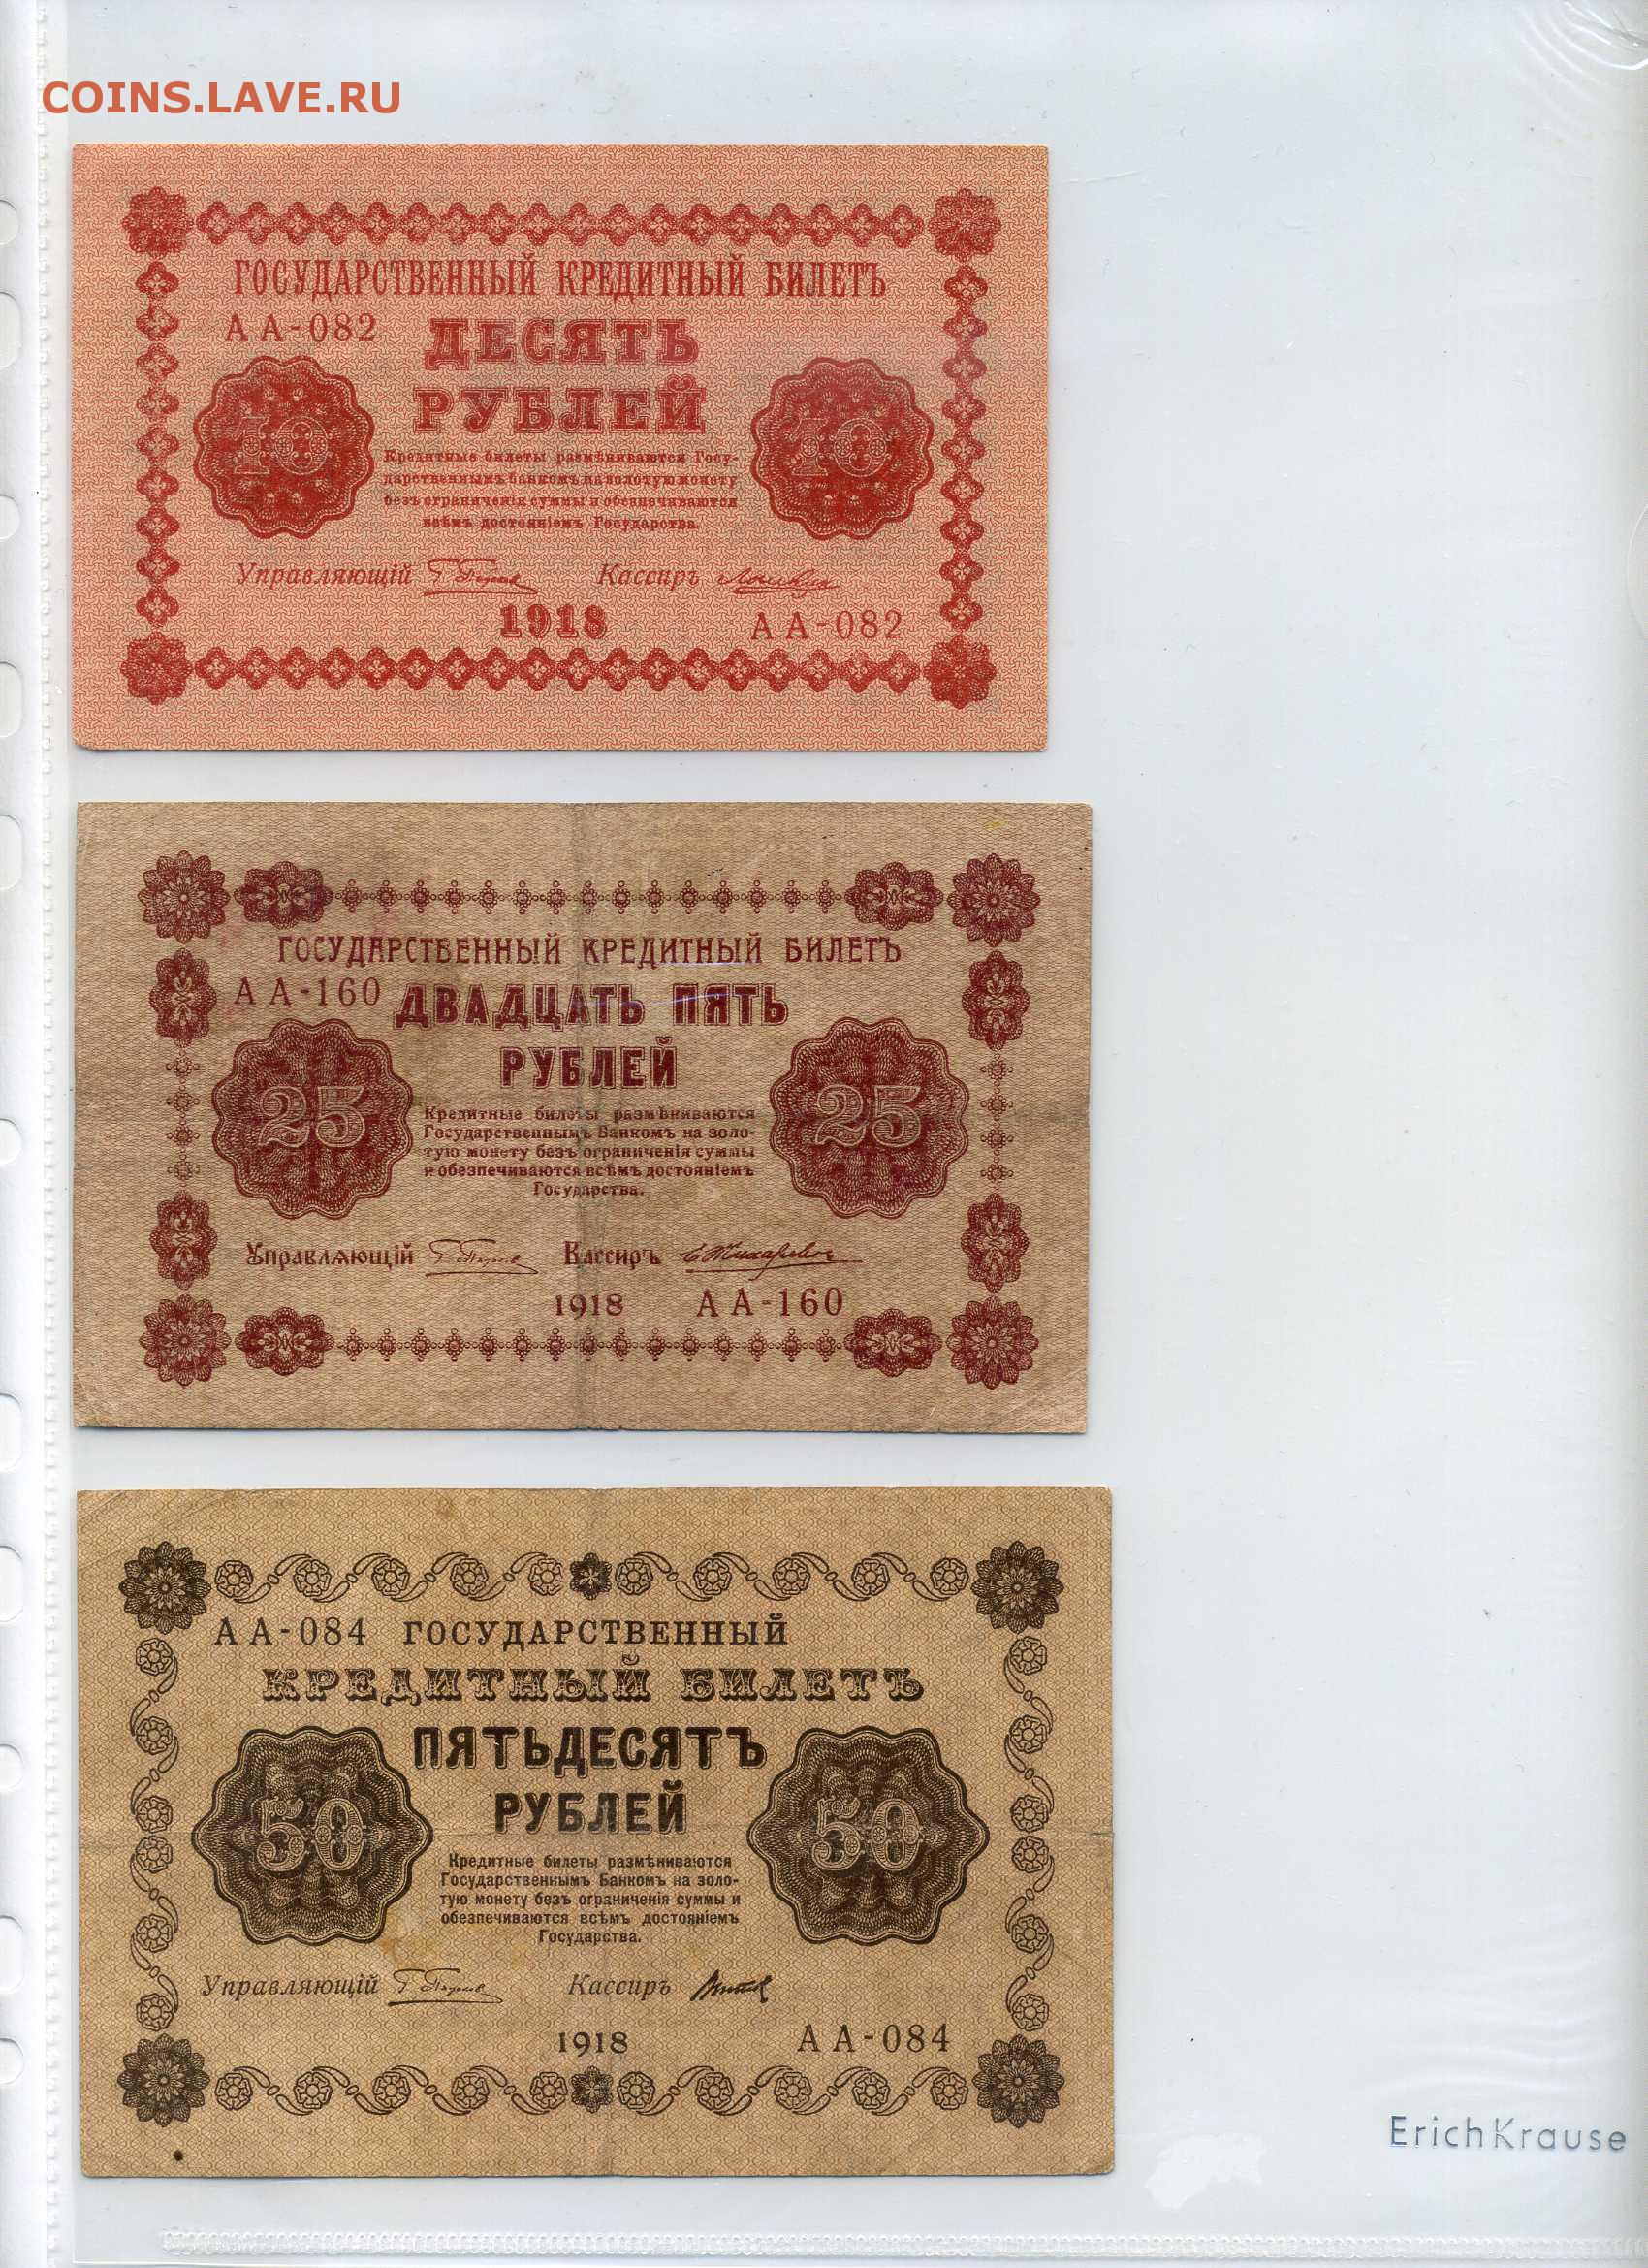 COINS.LAVE.RU
ГОСУДАРСТВЕННЫЙ КРЕДИТНЫЙ БИЛЕТЪ
АА-082
ДЕСЯТЬ
РУБЛЕЙ
10
10
Кредитные билеты размѣниваются Госу-
дарственнымъ банкомъ на золотую монету
безъ ограниченія суммы и обезпечиваются
всѣмъ достояніемъ Государства.
Управляющій
Кассиръ
1918
АА-082
ГОСУДАРСТВЕННЫЙ КРЕДИТНЫЙ БИЛЕТЪ
АА-160
ДВАДЦАТЬ ПЯТЬ
РУБЛЕЙ
25
25
Кредитные билеты размѣниваются
Государственнымъ Банкомъ на золо-
тую монету безъ ограниченія суммы
и обезпечиваются всѣмъ достояніемъ
Государства.
Управляющій
Кассиръ
1918
АА-160
АА-084 ГОСУДАРСТВЕННЫЙ
КРЕДИТНЫЙ БИЛЕТЪ
ПЯТЬДЕСЯТЪ
РУБЛЕЙ
50
50
Кредитные билеты размѣниваются
Государственнымъ Банкомъ на золо-
тую монету безъ ограниченія суммы и
обезпечиваются всѣмъ достояніемъ
Государства.
Управляющій
Кассиръ
1918
АА-084
ErichKrause